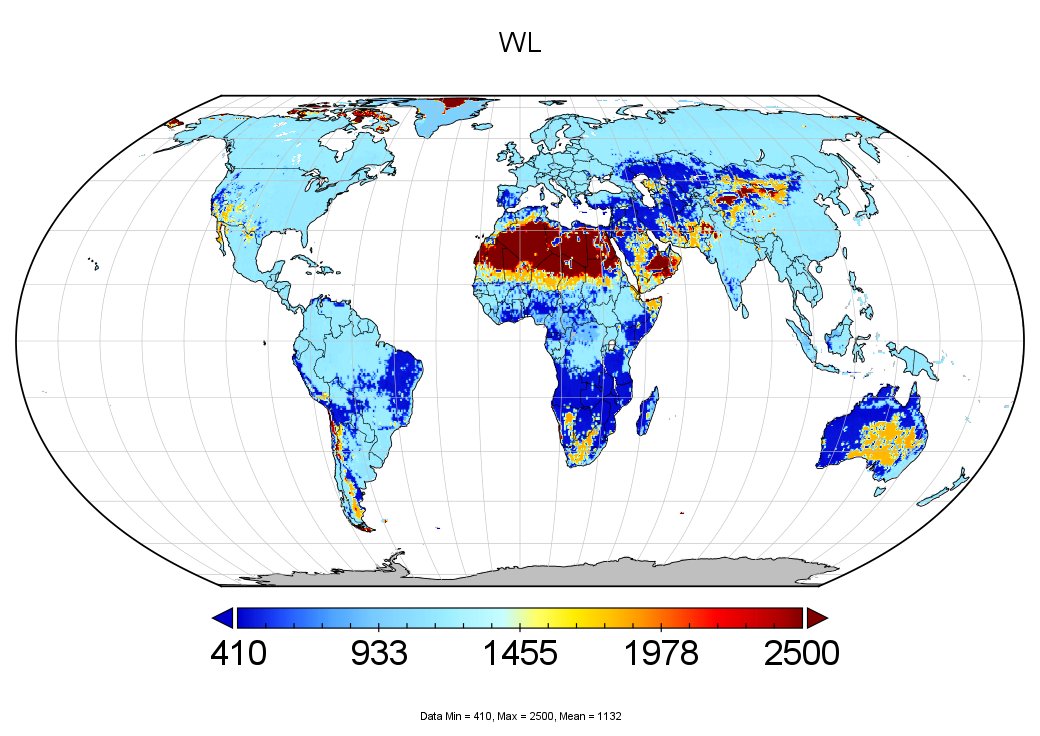 WL
410 933 1455 1978 2500
Data Min = 410, Max = 2500, Mean = 1132